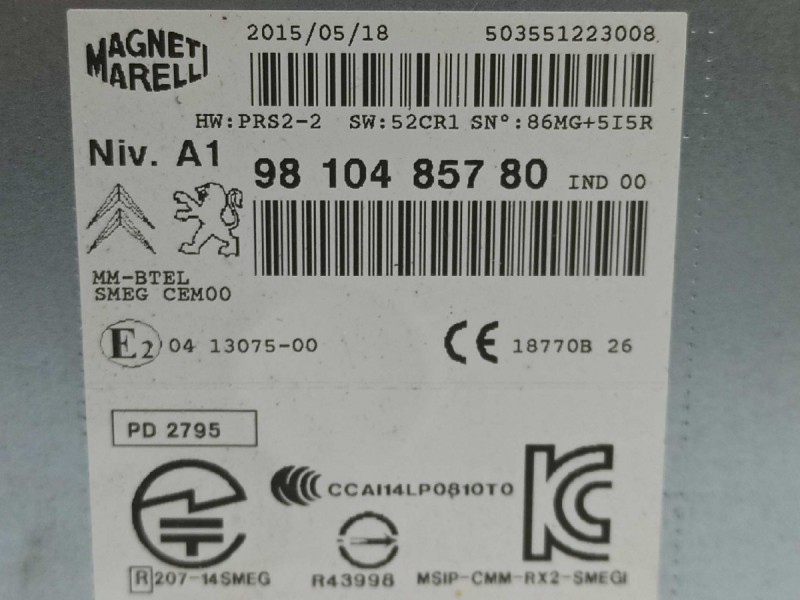 MAGNETI MARELLI
2015/05/18 503551223008
HW:PRS2-2 SW:52CR1 SN°:86MG+5I5R
Niv. A1
98 104 857 80 IND 00
MM-BTEL
SMEG CEM00
E2 04 13075-00
CE 18770B 26
PD 2795
CCAI14LP0810T0
R 207-14SMEG
R43998
MSIP-CMM-RX2-SMEGI